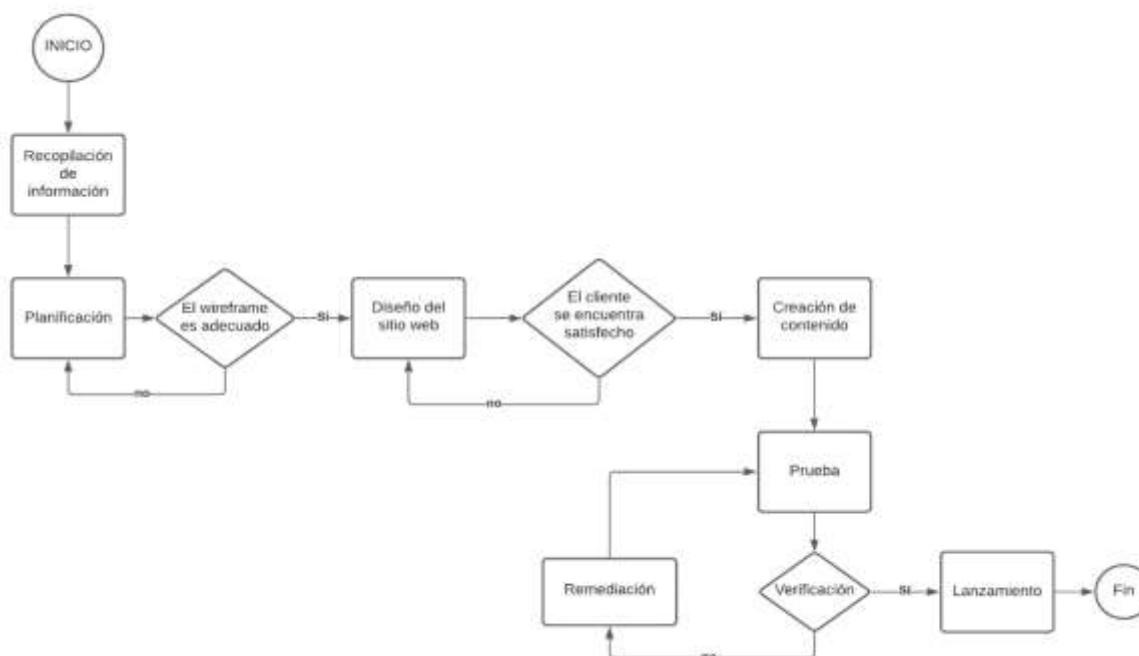 INICIO
Recopilación
de
información
Planificación
El wireframe
es adecuado
Si
no
Diseño del
sitio web
El cliente
se encuentra
satisfecho
Si
no
Creación de
contenido
Prueba
Verificación
no
Remediación
Si
Lanzamiento
Fin